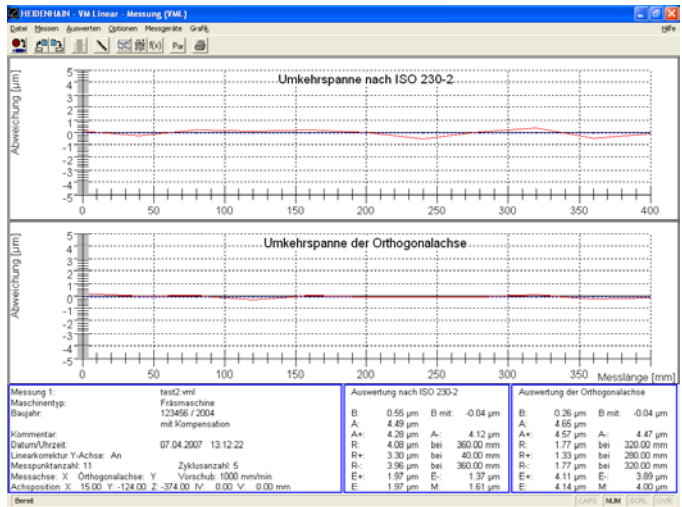 HEIDENHAIN - VM Linear - Messung (VML)
Datei Messen Auswerten Optionen Messgeräte Grafik Hilfe
f(x) Par
Umkehrspanne nach ISO 230-2
Abweichung [µm]
5
4
3
2
1
0
-1
-2
-3
-4
-5
0 50 100 150 200 250 300 350 400
Umkehrspanne der Orthogonalachse
Abweichung [µm]
5
4
3
2
1
0
-1
-2
-3
-4
-5
0 50 100 150 200 250 300 350 400
Messlänge [mm]
Messung 1: test2.vml
Maschinentyp: Fräsmaschine
Baujahr: 123456 / 2004
mit Kompensation
Kommentar:
Datum/Uhrzeit: 07.04.2007 13:12:22
Linearkorrektur Y-Achse: An
Messpunktanzahl: 11 Zyklusanzahl: 5
Messachse: X Orthogonalachse: Y Vorschub: 1000 mm/min
Achsposition X: 15.00 Y: -124.00 Z: -374.00 IV: 0.00 V: 0.00 mm
Auswertung nach ISO 230-2
B: 0.55 µm B mit: -0.04 µm
A: 4.49 µm
A+: 4.28 µm A-: 4.12 µm
R: 4.08 µm bei 360.00 mm
R+: 3.30 µm bei 40.00 mm
R-: 3.96 µm bei 360.00 mm
E+: 1.97 µm E-: 1.37 µm
E: 1.97 µm M: 1.61 µm
Auswertung der Orthogonalachse
B: 0.26 µm B mit: -0.04 µm
A: 4.65 µm
A+: 4.57 µm A-: 4.47 µm
R: 1.77 µm bei 320.00 mm
R+: 1.33 µm bei 280.00 mm
R-: 1.77 µm bei 320.00 mm
E+: 4.11 µm E-: 3.89 µm
E: 4.14 µm M: 4.00 µm
Bereit CAPS NUM SCRL OVR